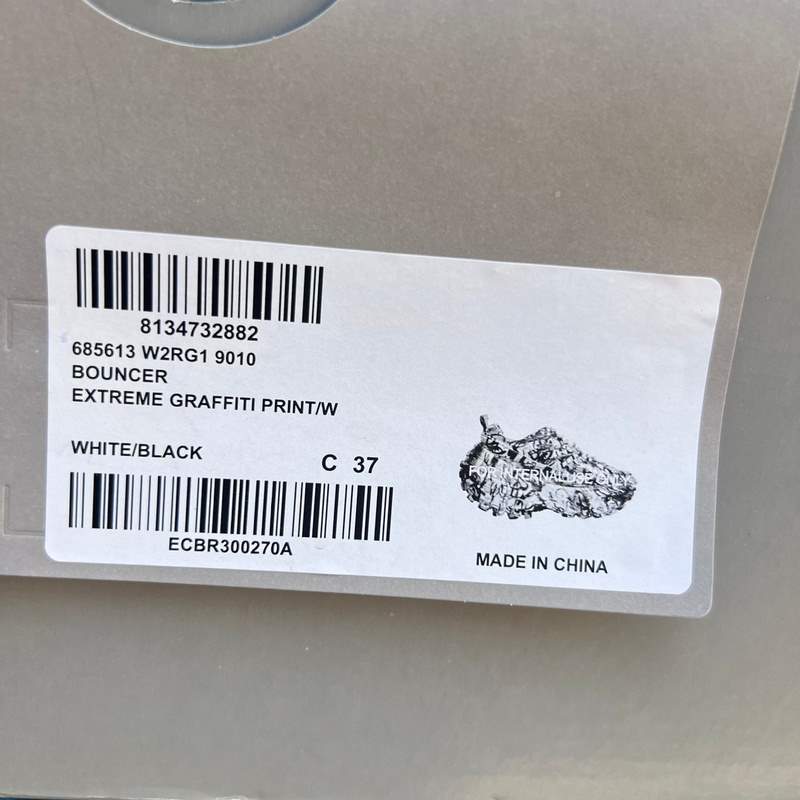 8134732882
685613 W2RG1 9010
BOUNCER
EXTREME GRAFFITI PRINT/W
WHITE/BLACK
C 37
FOR INTERNAL USE ONLY
ECBR300270A
MADE IN CHINA